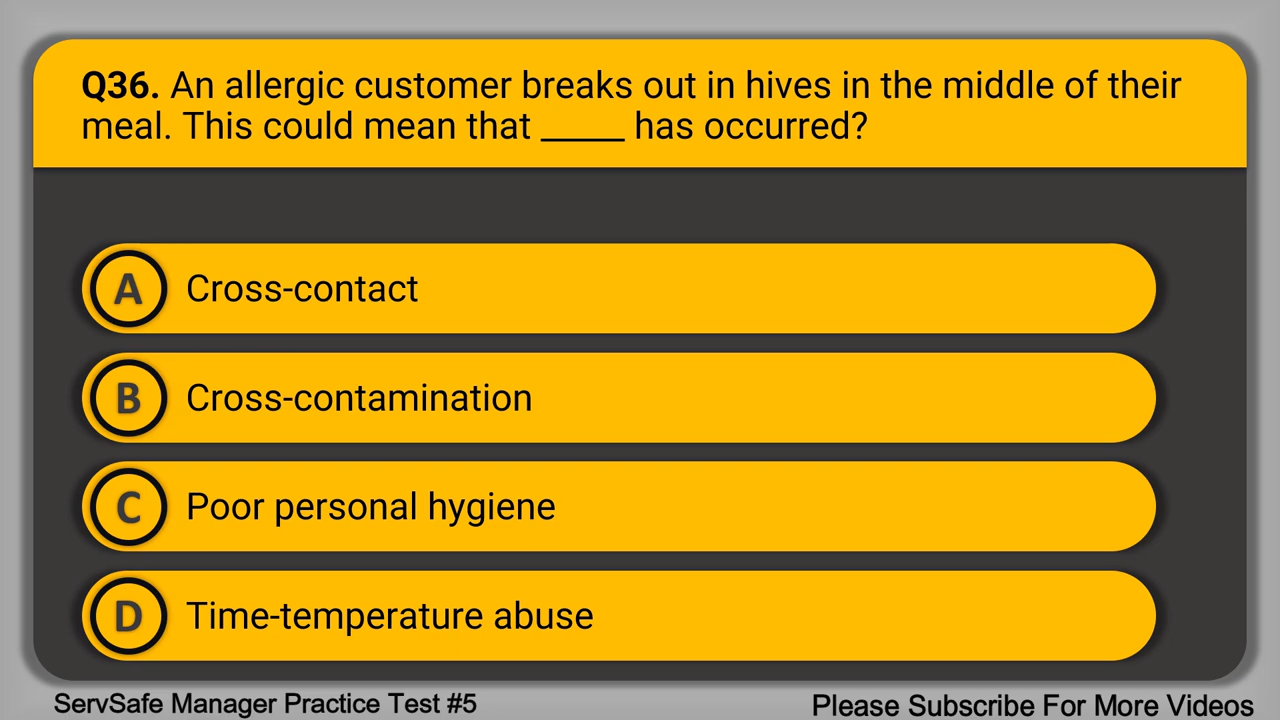 Q36. An allergic customer breaks out in hives in the middle of their
meal. This could mean that _____ has occurred?
A Cross-contact
B Cross-contamination
C Poor personal hygiene
D Time-temperature abuse
ServSafe Manager Practice Test #5
Please Subscribe For More Videos